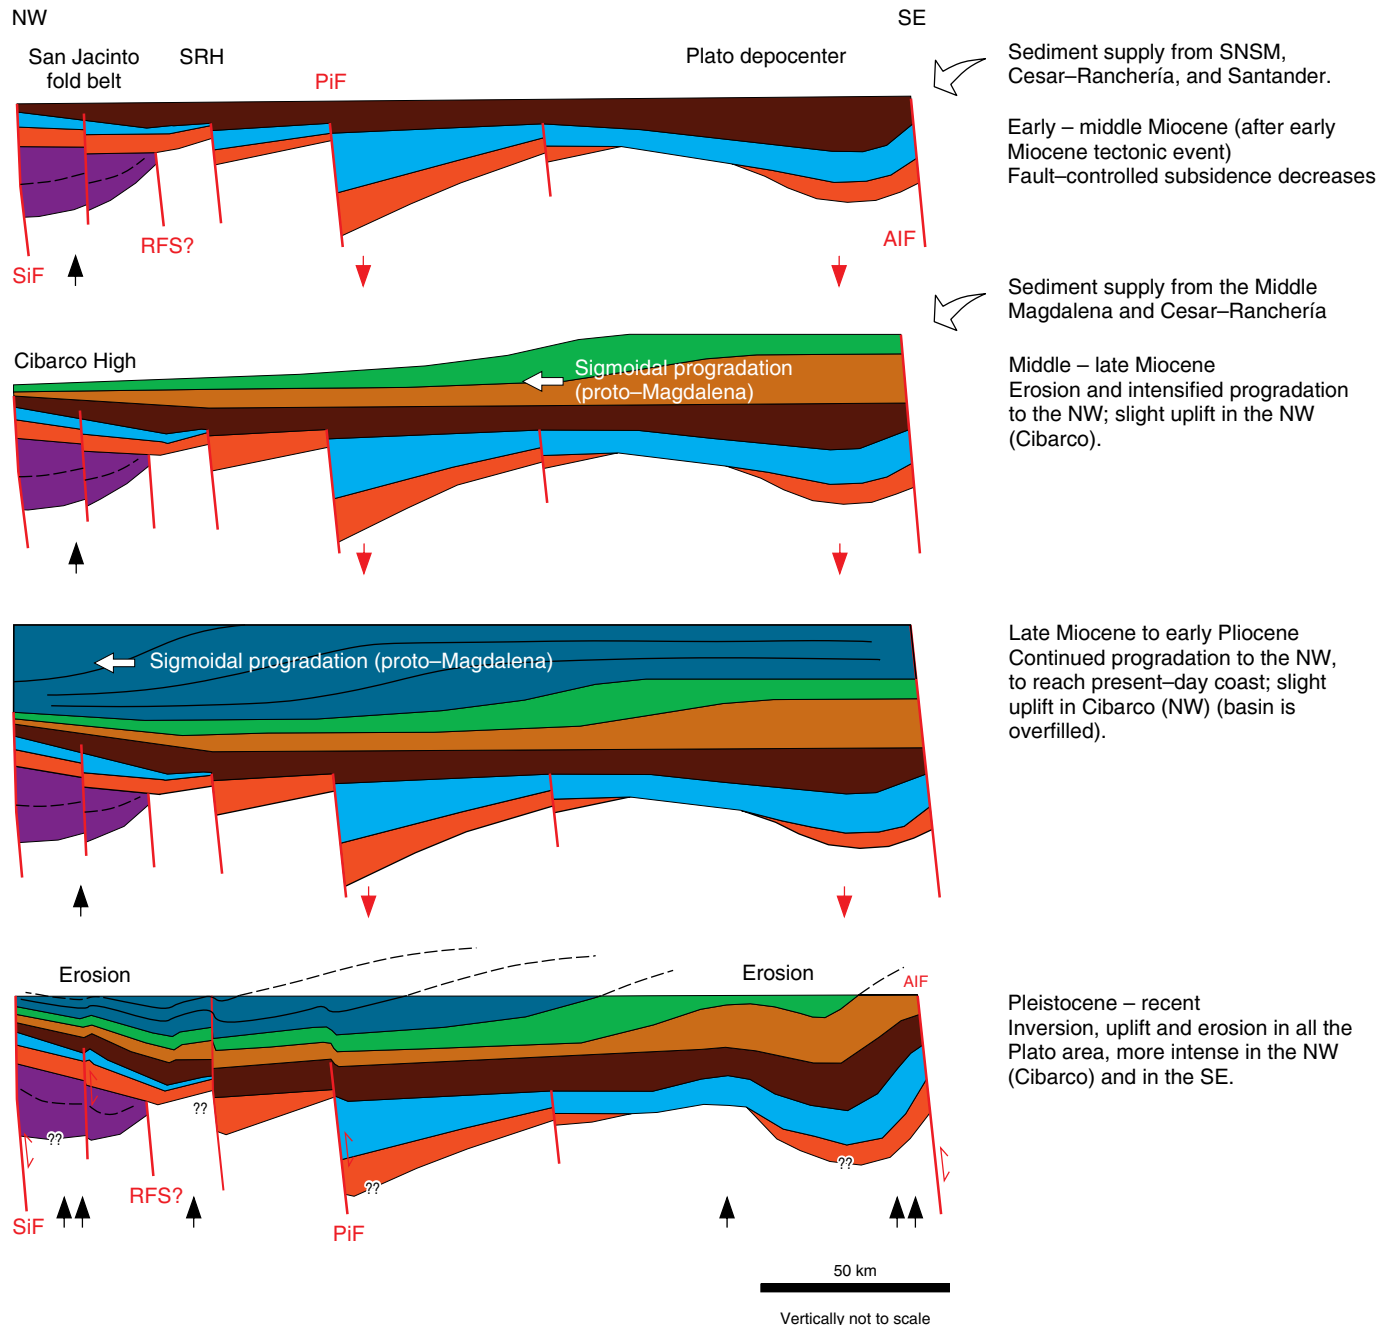 NW
SE
San Jacinto
fold belt
SRH
PiF
Plato depocenter
Sediment supply from SNSM,
Cesar–Ranchería, and Santander.
Early – middle Miocene (after early
Miocene tectonic event)
Fault–controlled subsidence decreases
SiF
RFS?
AlF
Sediment supply from the Middle
Magdalena and Cesar–Ranchería
Cibarco High
Sigmoidal progradation
(proto–Magdalena)
Middle – late Miocene
Erosion and intensified progradation
to the NW; slight uplift in the NW
(Cibarco).
Sigmoidal progradation (proto–Magdalena)
Late Miocene to early Pliocene
Continued progradation to the NW,
to reach present–day coast; slight
uplift in Cibarco (NW) (basin is
overfilled).
Erosion
Erosion
AlF
Pleistocene – recent
Inversion, uplift and erosion in all the
Plato area, more intense in the NW
(Cibarco) and in the SE.
??
??
??
??
SiF
RFS?
PiF
50 km
Vertically not to scale